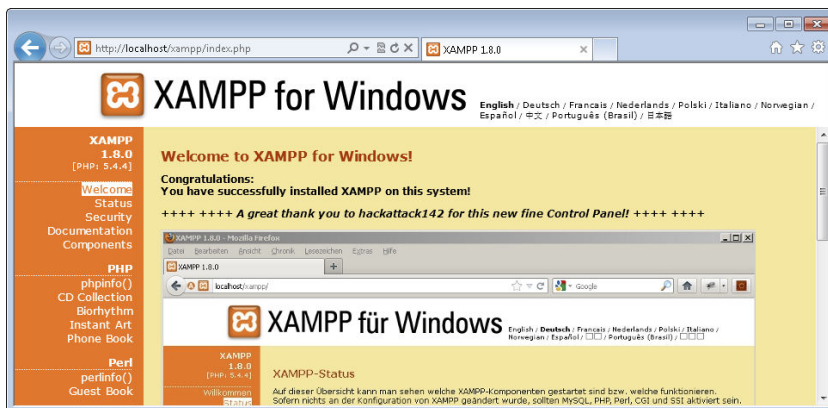 http://localhost/xampp/index.php
XAMPP 1.8.0
XAMPP for Windows
English / Deutsch / Francais / Nederlands / Polski / Italiano / Norwegian /
Español / 中文 / Português (Brasil) / 日本語
XAMPP
1.8.0
[PHP: 5.4.4]
Welcome
Status
Security
Documentation
Components
PHP
phpinfo()
CD Collection
Biorhythm
Instant Art
Phone Book
Perl
perlinfo()
Guest Book
Welcome to XAMPP for Windows!
Congratulations:
You have successfully installed XAMPP on this system!
++++ ++++ A great thank you to hackattack142 for this new fine Control Panel! ++++ ++++
XAMPP 1.8.0 - Mozilla Firefox
Datei Bearbeiten Ansicht Chronik Lesezeichen Extras Hilfe
XAMPP 1.8.0
localhost/xampp/
Google
XAMPP für Windows
English / Deutsch / Francais / Nederlands / Polski / Italiano /
Norwegian / Español / □□ / Português (Brasil) / □□□
XAMPP
1.8.0
[PHP: 5.4.4]
Willkommen
Status
XAMPP-Status
Auf dieser Übersicht kann man sehen welche XAMPP-Komponenten gestartet sind bzw. welche funktionieren.
Sofern nichts an der Konfiguration von XAMPP geändert wurde, sollten MySQL, PHP, Perl, CGI und SSI aktiviert sein.